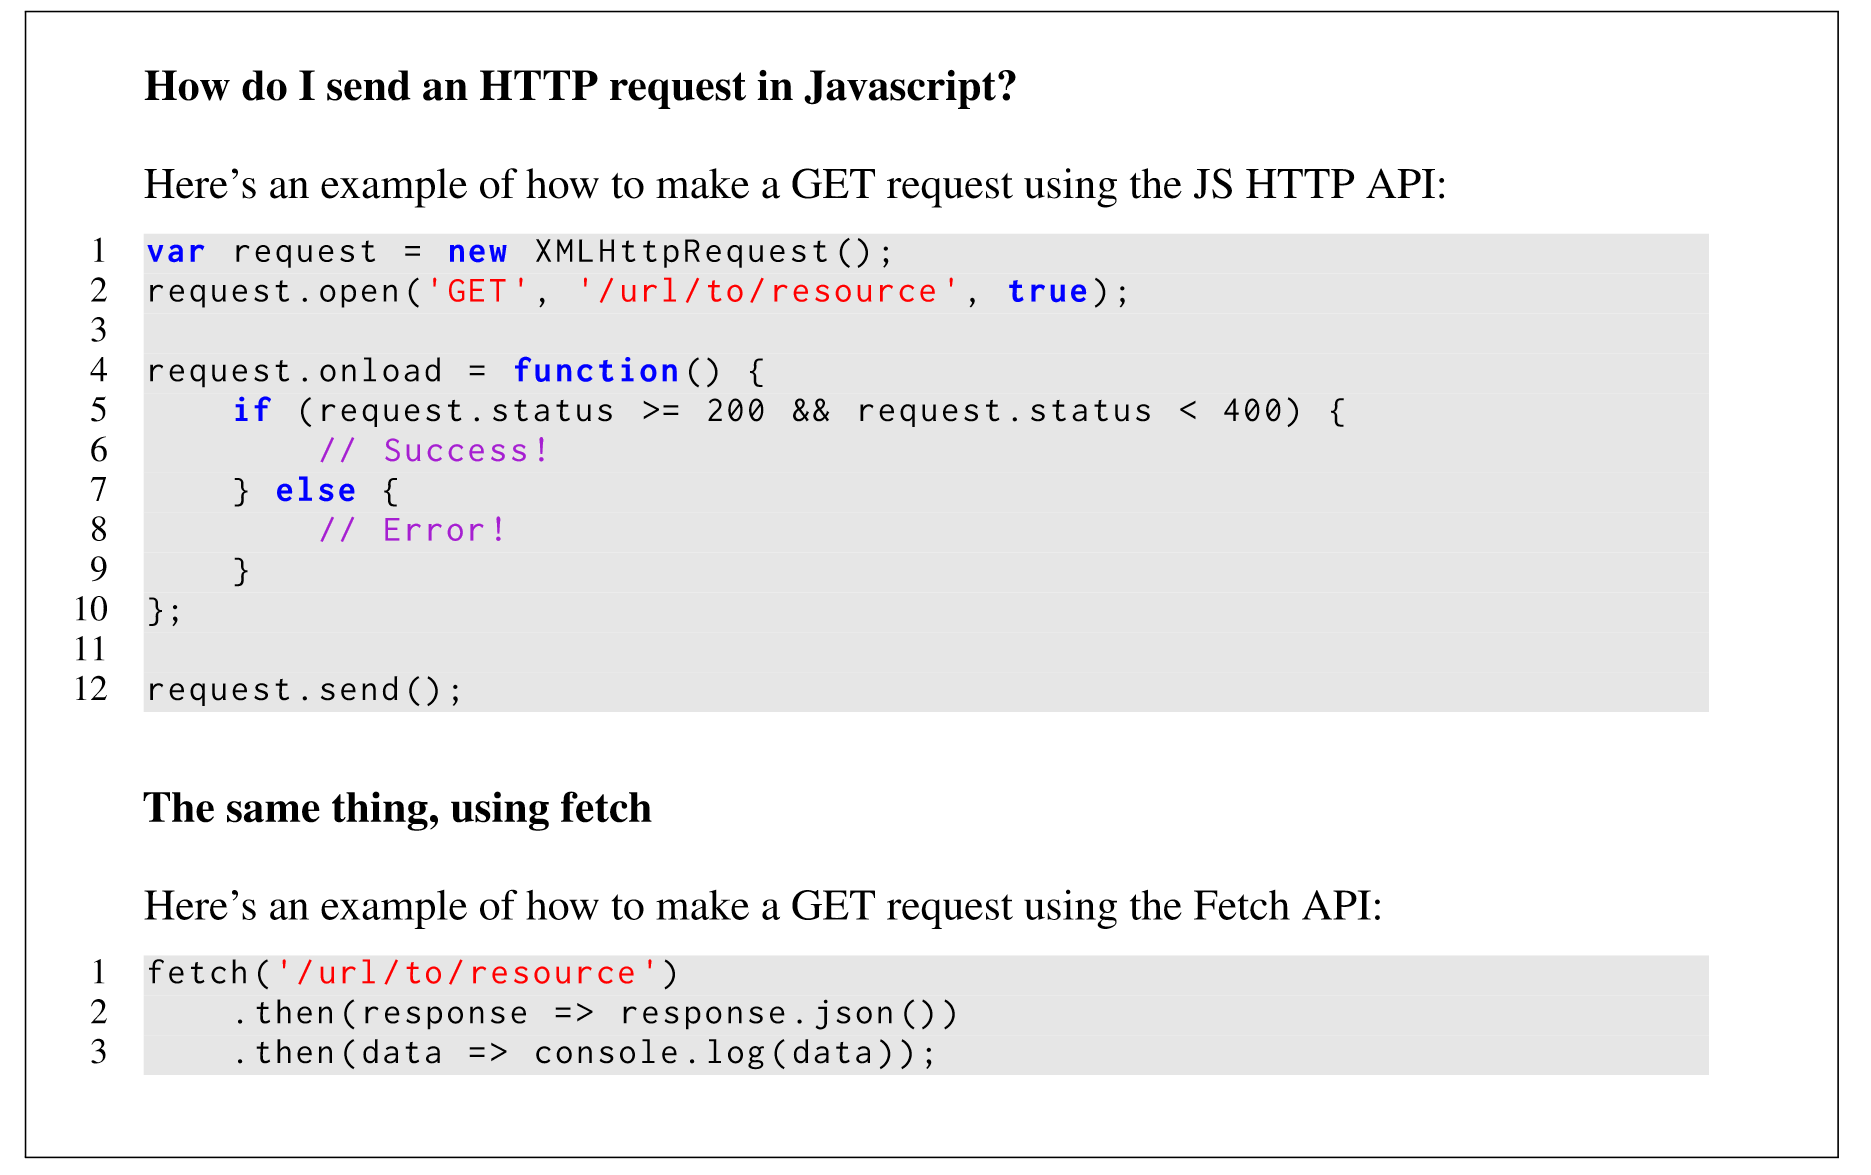 How do I send an HTTP request in Javascript?
Here’s an example of how to make a GET request using the JS HTTP API:
1 var request = new XMLHttpRequest();
2 request.open('GET', '/url/to/resource', true);
3
4 request.onload = function() {
5     if (request.status >= 200 && request.status < 400) {
6         // Success!
7     } else {
8         // Error!
9     }
10 };
11
12 request.send();
The same thing, using fetch
Here’s an example of how to make a GET request using the Fetch API:
1 fetch('/url/to/resource')
2     .then(response => response.json())
3     .then(data => console.log(data));